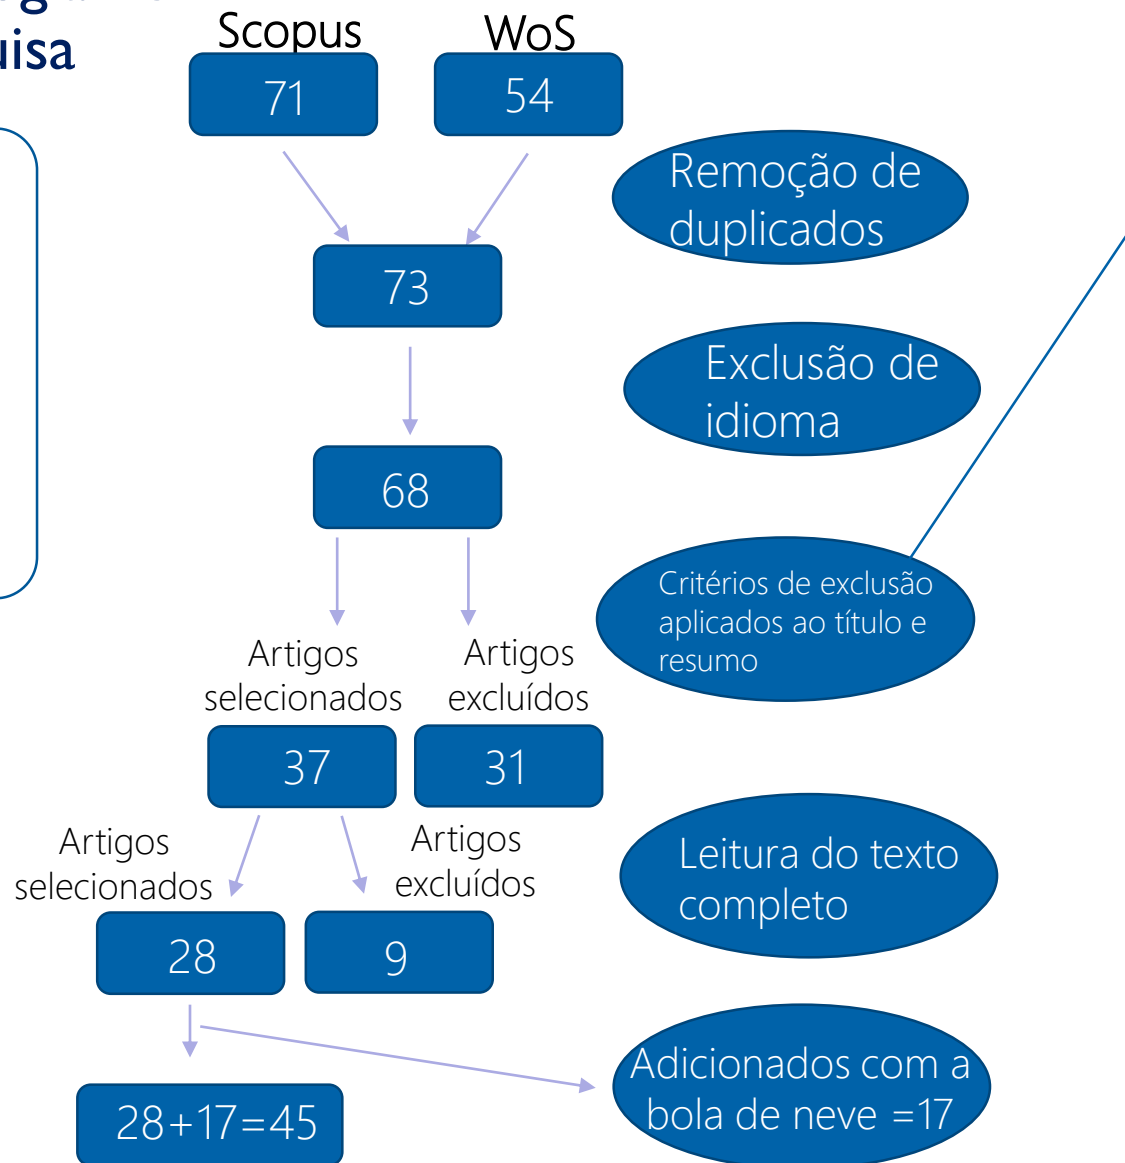 uisa
Scopus
WoS
71
54
Remoção de
duplicados
73
Exclusão de
idioma
68
Critérios de exclusão
aplicados ao título e
resumo
Artigos
selecionados
Artigos
excluídos
37
31
Artigos
selecionados
Artigos
excluídos
Leitura do texto
completo
28
9
Adicionados com a
bola de neve =17
28+17=45